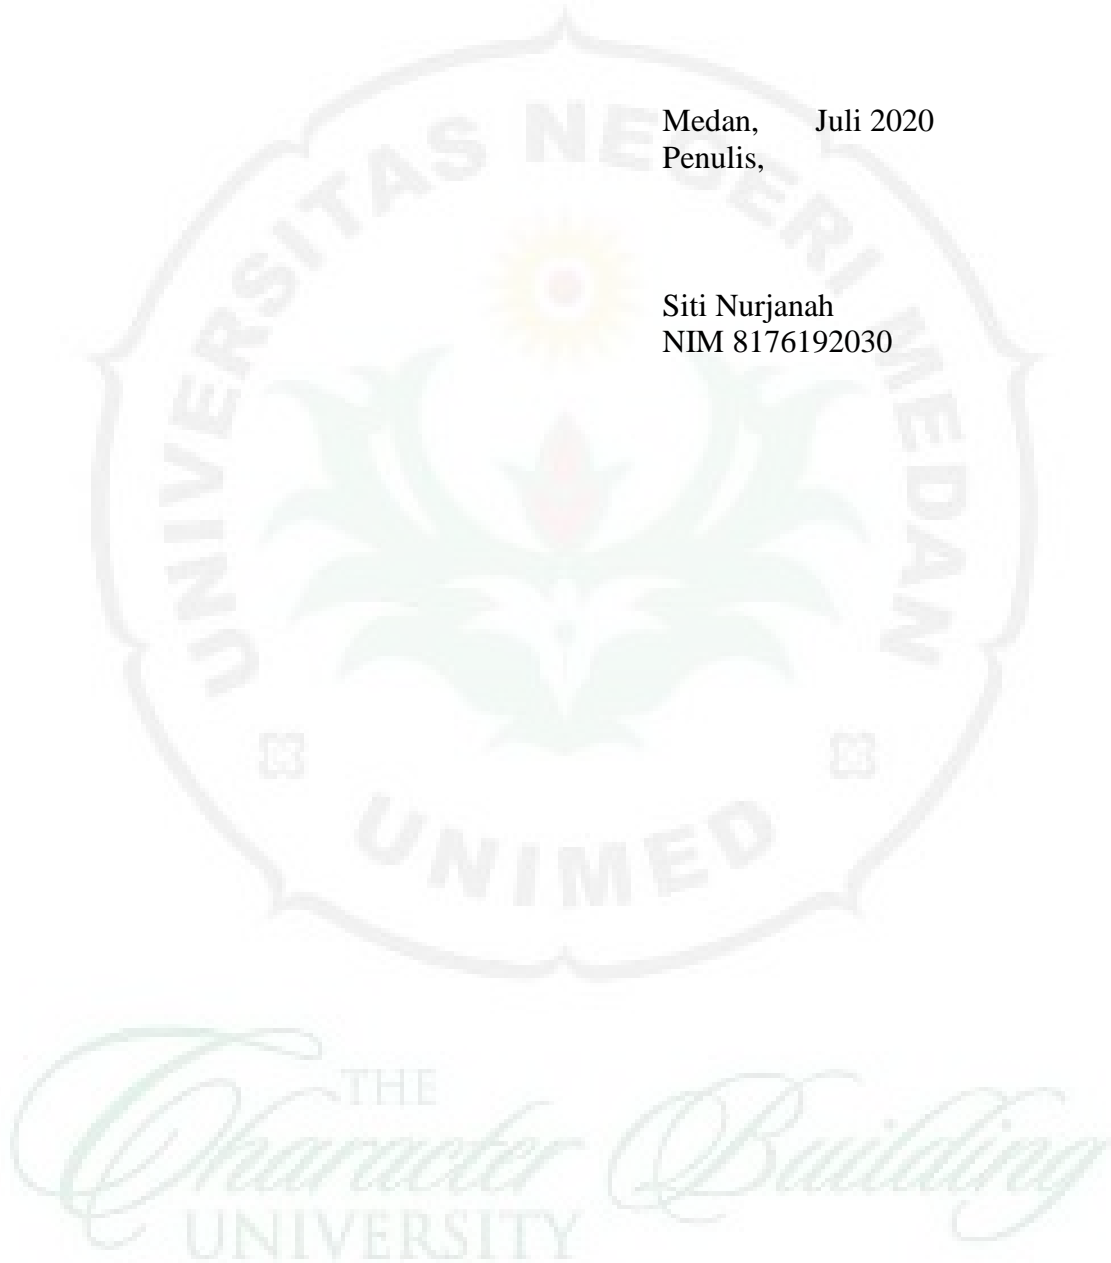 Medan,       Juli 2020
Penulis,
Siti Nurjanah
NIM 8176192030
UNIVERSITAS NEGERI MEDAN
UNIMED
THE
Character Building
UNIVERSITY